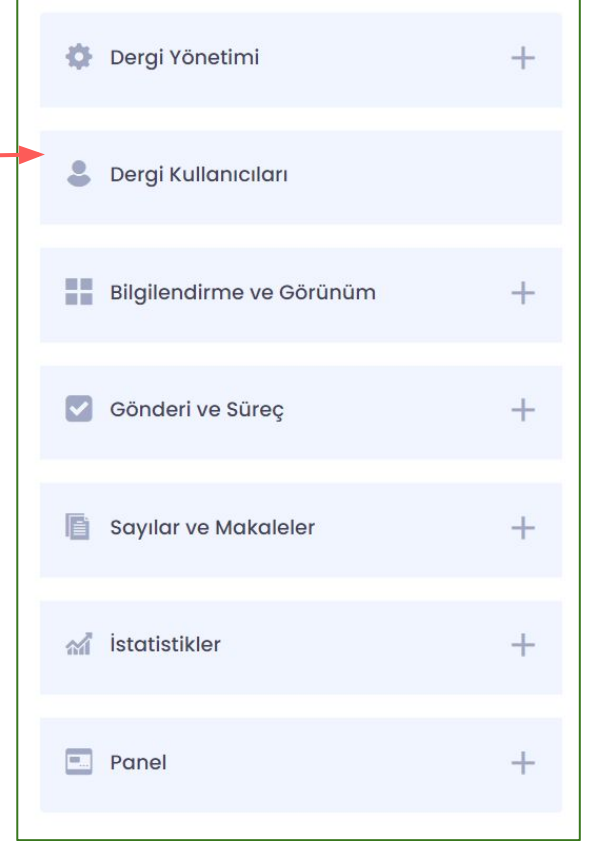 Dergi Yönetimi
Dergi Kullanıcıları
Bilgilendirme ve Görünüm
Gönderi ve Süreç
Sayılar ve Makaleler
İstatistikler
Panel